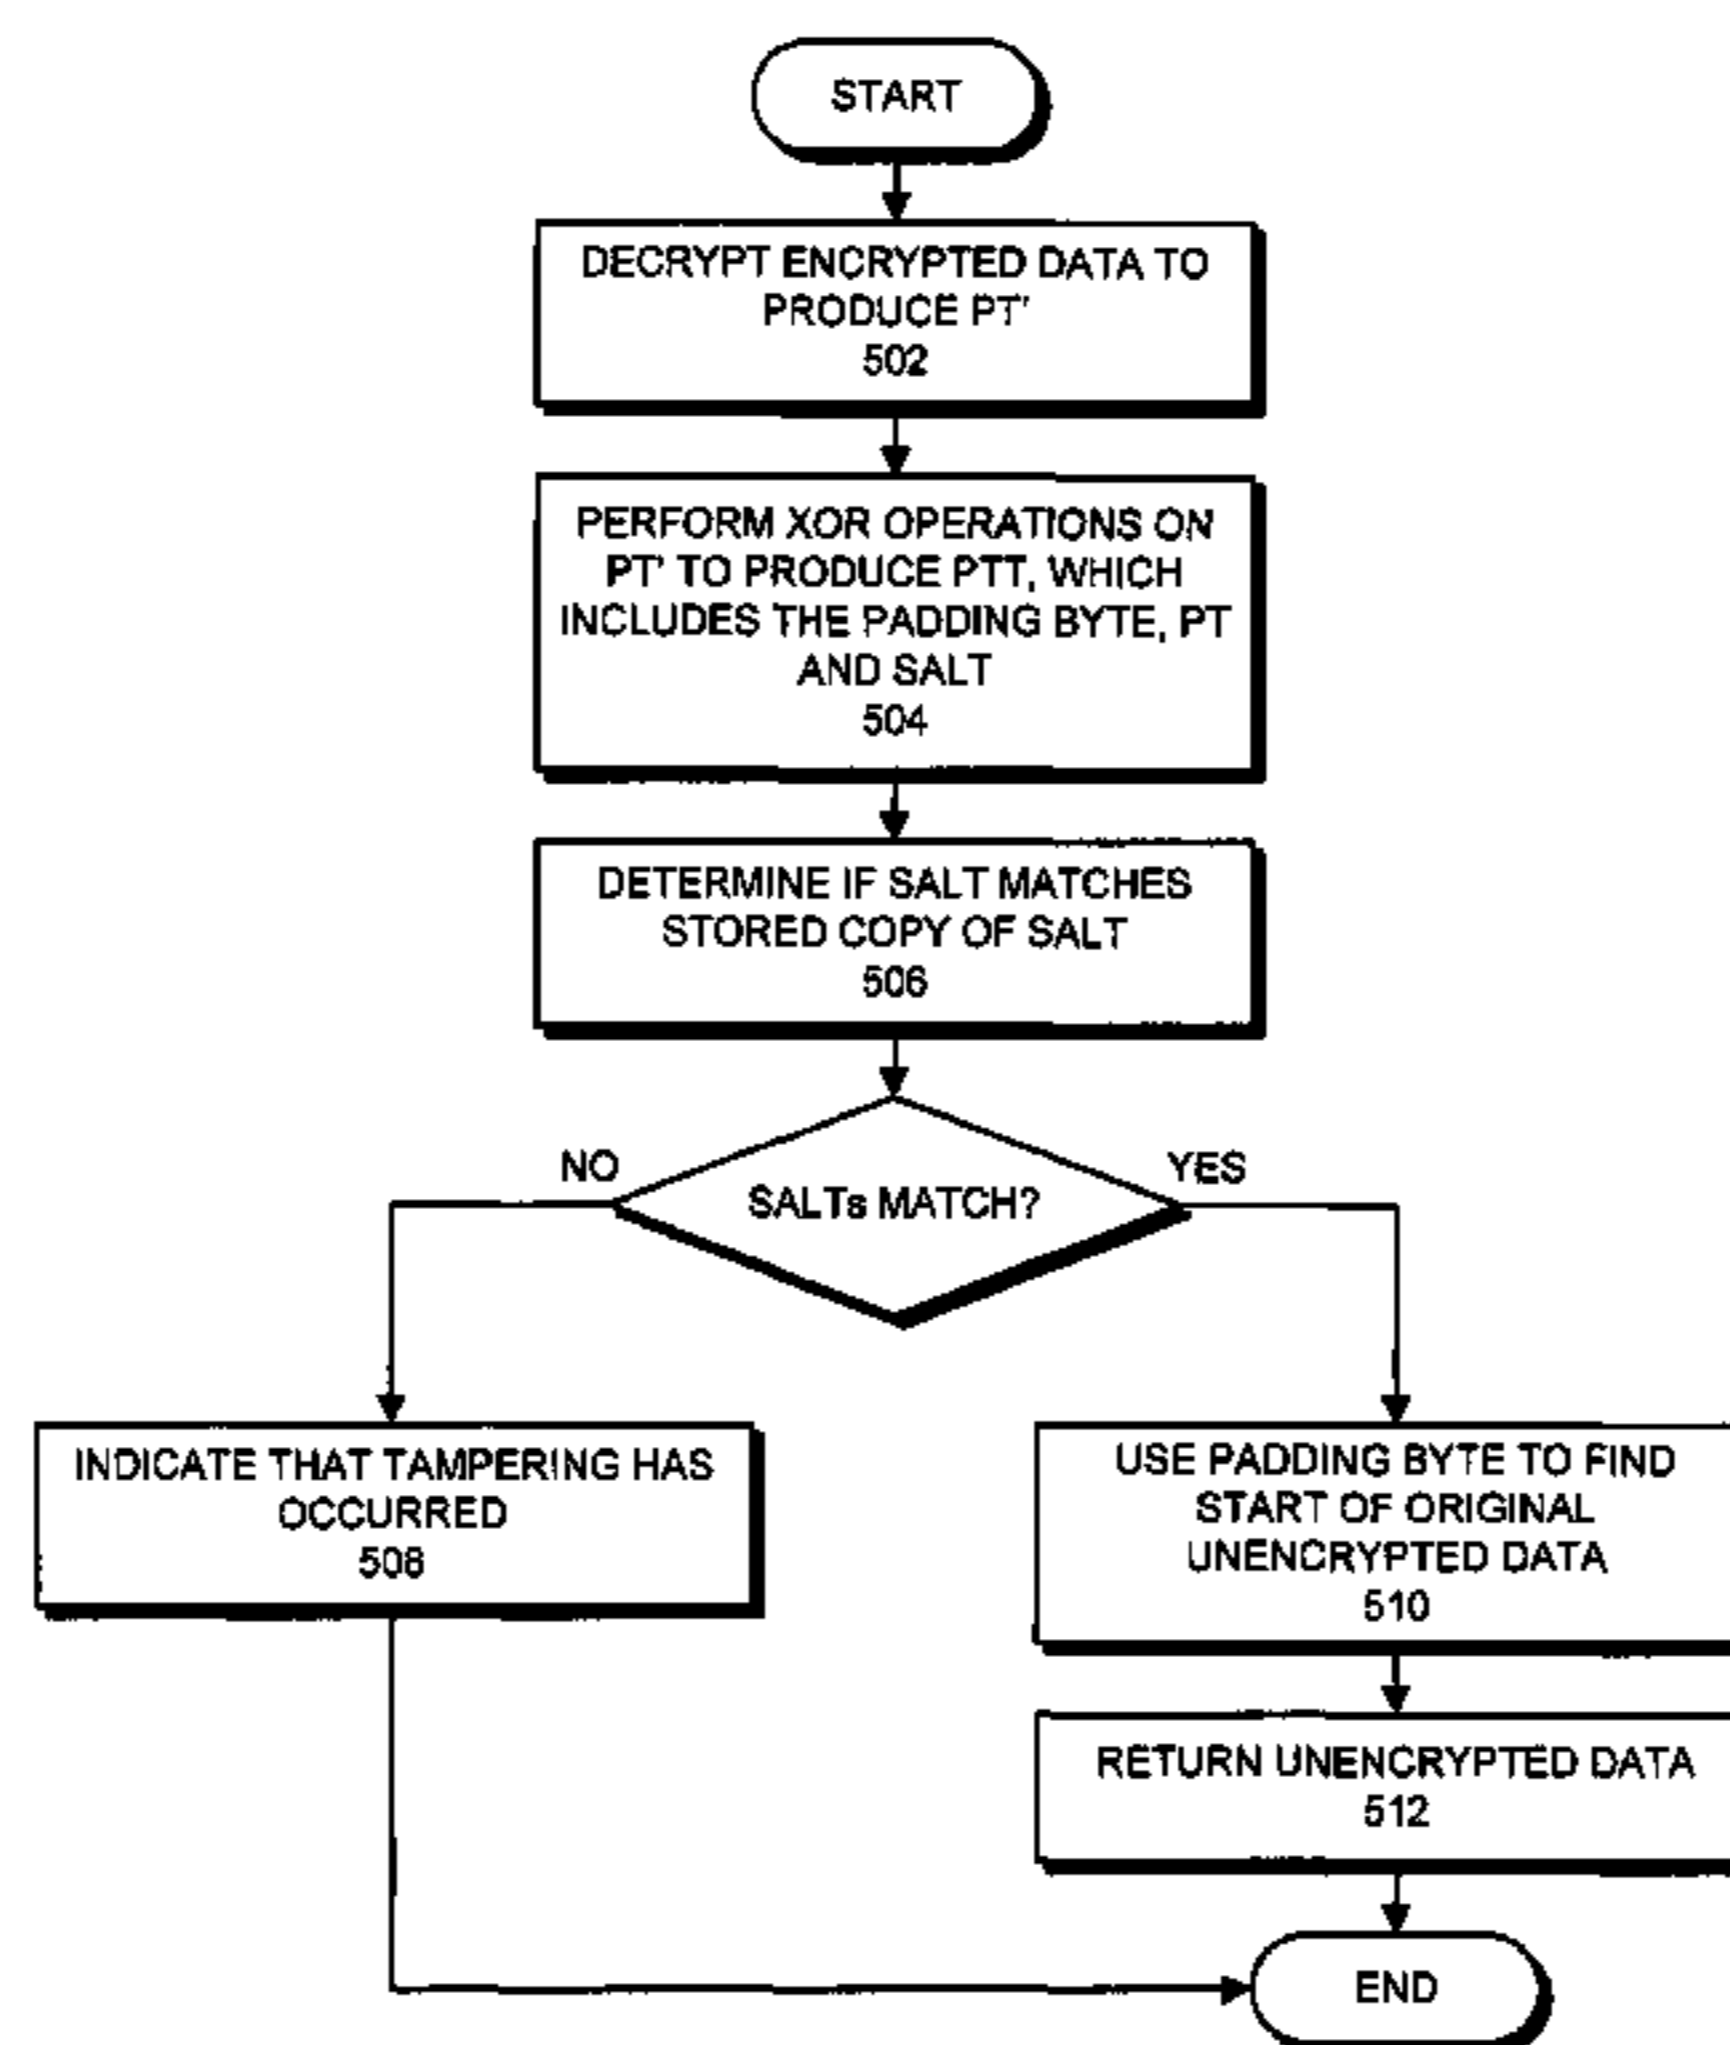 START
DECRYPT ENCRYPTED DATA TO
PRODUCE PT'
502
PERFORM XOR OPERATIONS ON
PT' TO PRODUCE PTT, WHICH
INCLUDES THE PADDING BYTE, PT
AND SALT
504
DETERMINE IF SALT MATCHES
STORED COPY OF SALT
506
NO
YES
SALTs MATCH?
INDICATE THAT TAMPERING HAS
OCCURRED
508
USE PADDING BYTE TO FIND
START OF ORIGINAL
UNENCRYPTED DATA
510
RETURN UNENCRYPTED DATA
512
END